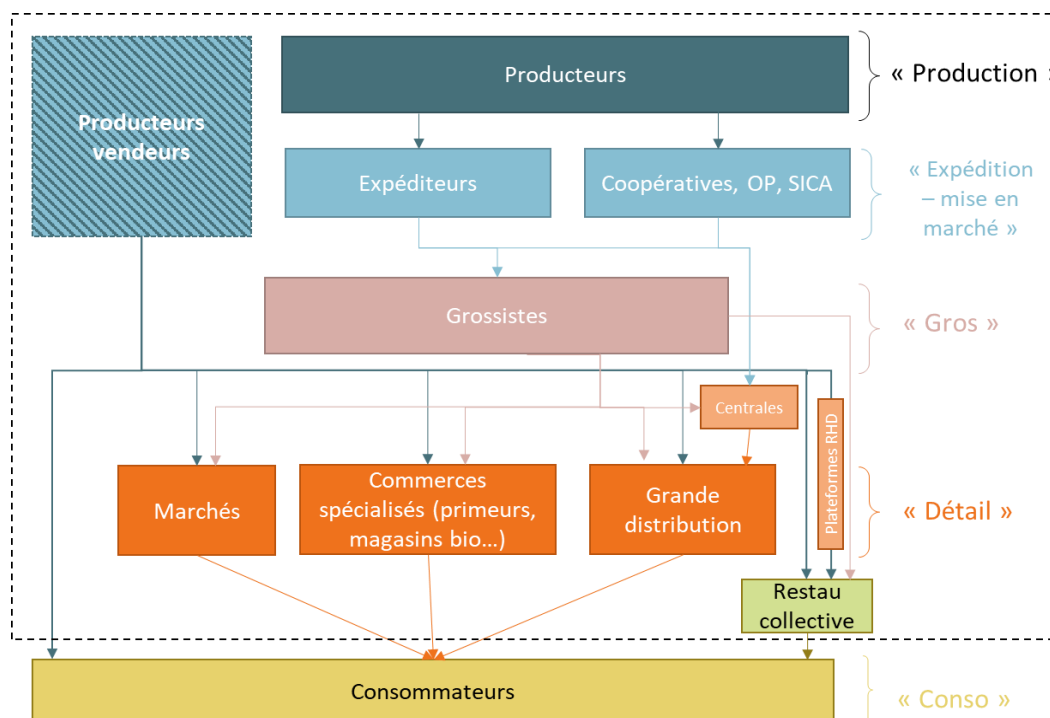 Producteurs
« Production »
Producteurs
vendeurs
Expéditeurs
Coopératives, OP, SICA
« Expédition
– mise en
marché »
Grossistes
« Gros »
Centrales
Plateformes RHD
Marchés
Commerces
spécialisés (primeurs,
magasins bio...)
Grande
distribution
« Détail »
Restau
collective
Consommateurs
« Conso »